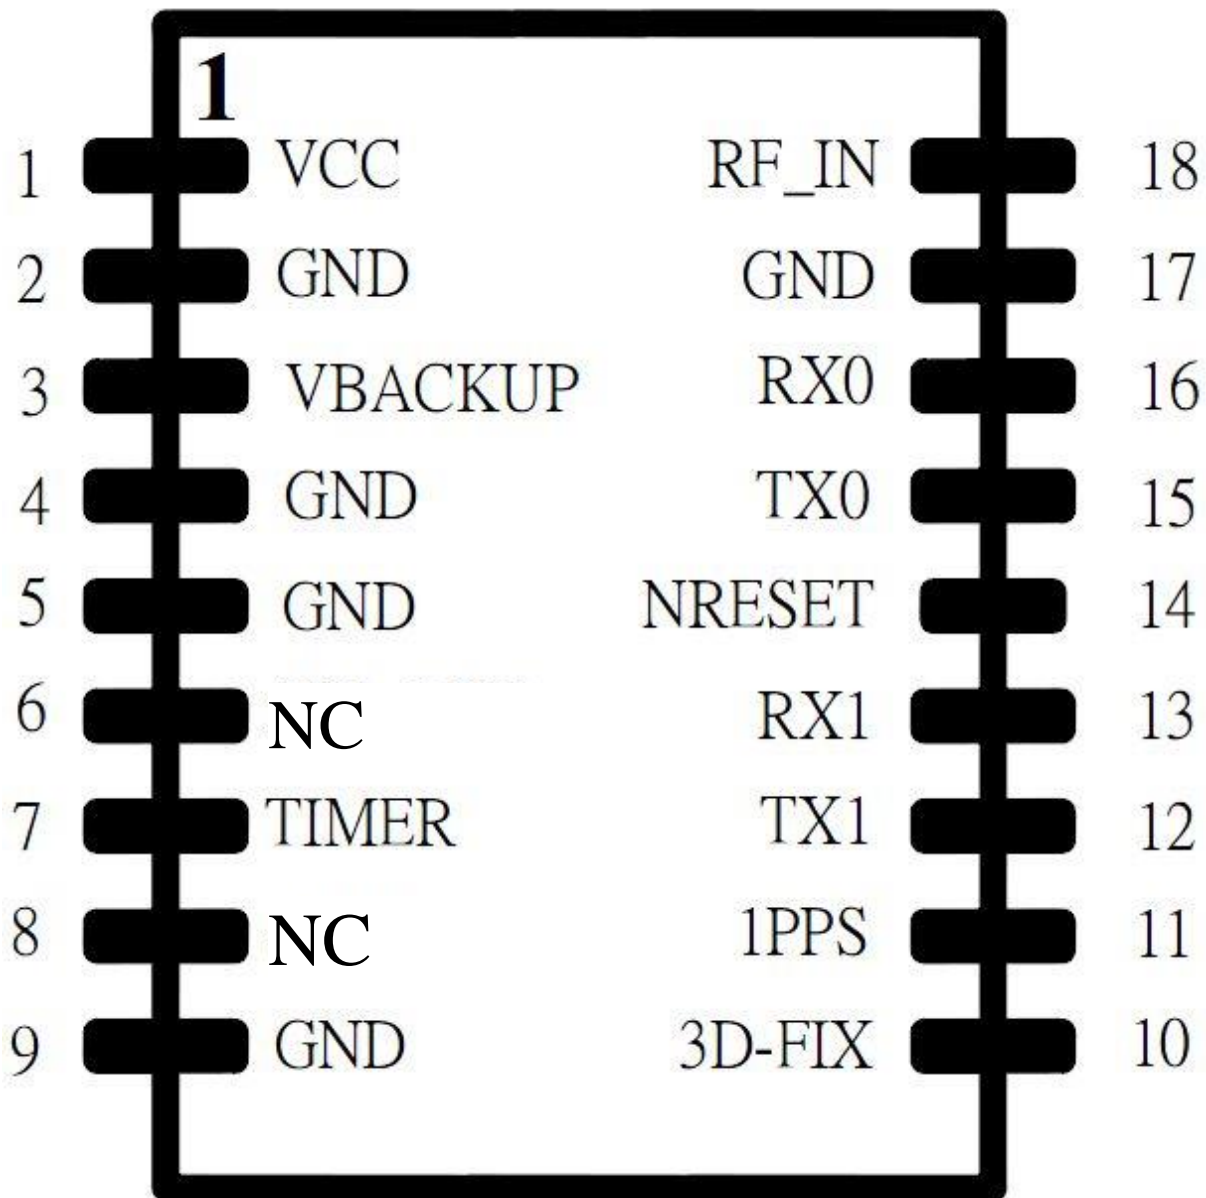 1
1 VCC RF_IN 18
2 GND GND 17
3 VBACKUP RX0 16
4 GND TX0 15
5 GND NRESET 14
6 NC RX1 13
7 TIMER TX1 12
8 NC 1PPS 11
9 GND 3D-FIX 10